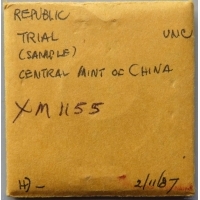 REPUBLIC
TRIAL UNC
(SAMPLE)
CENTRAL MINT OF CHINA
XM 1155
2/11/87